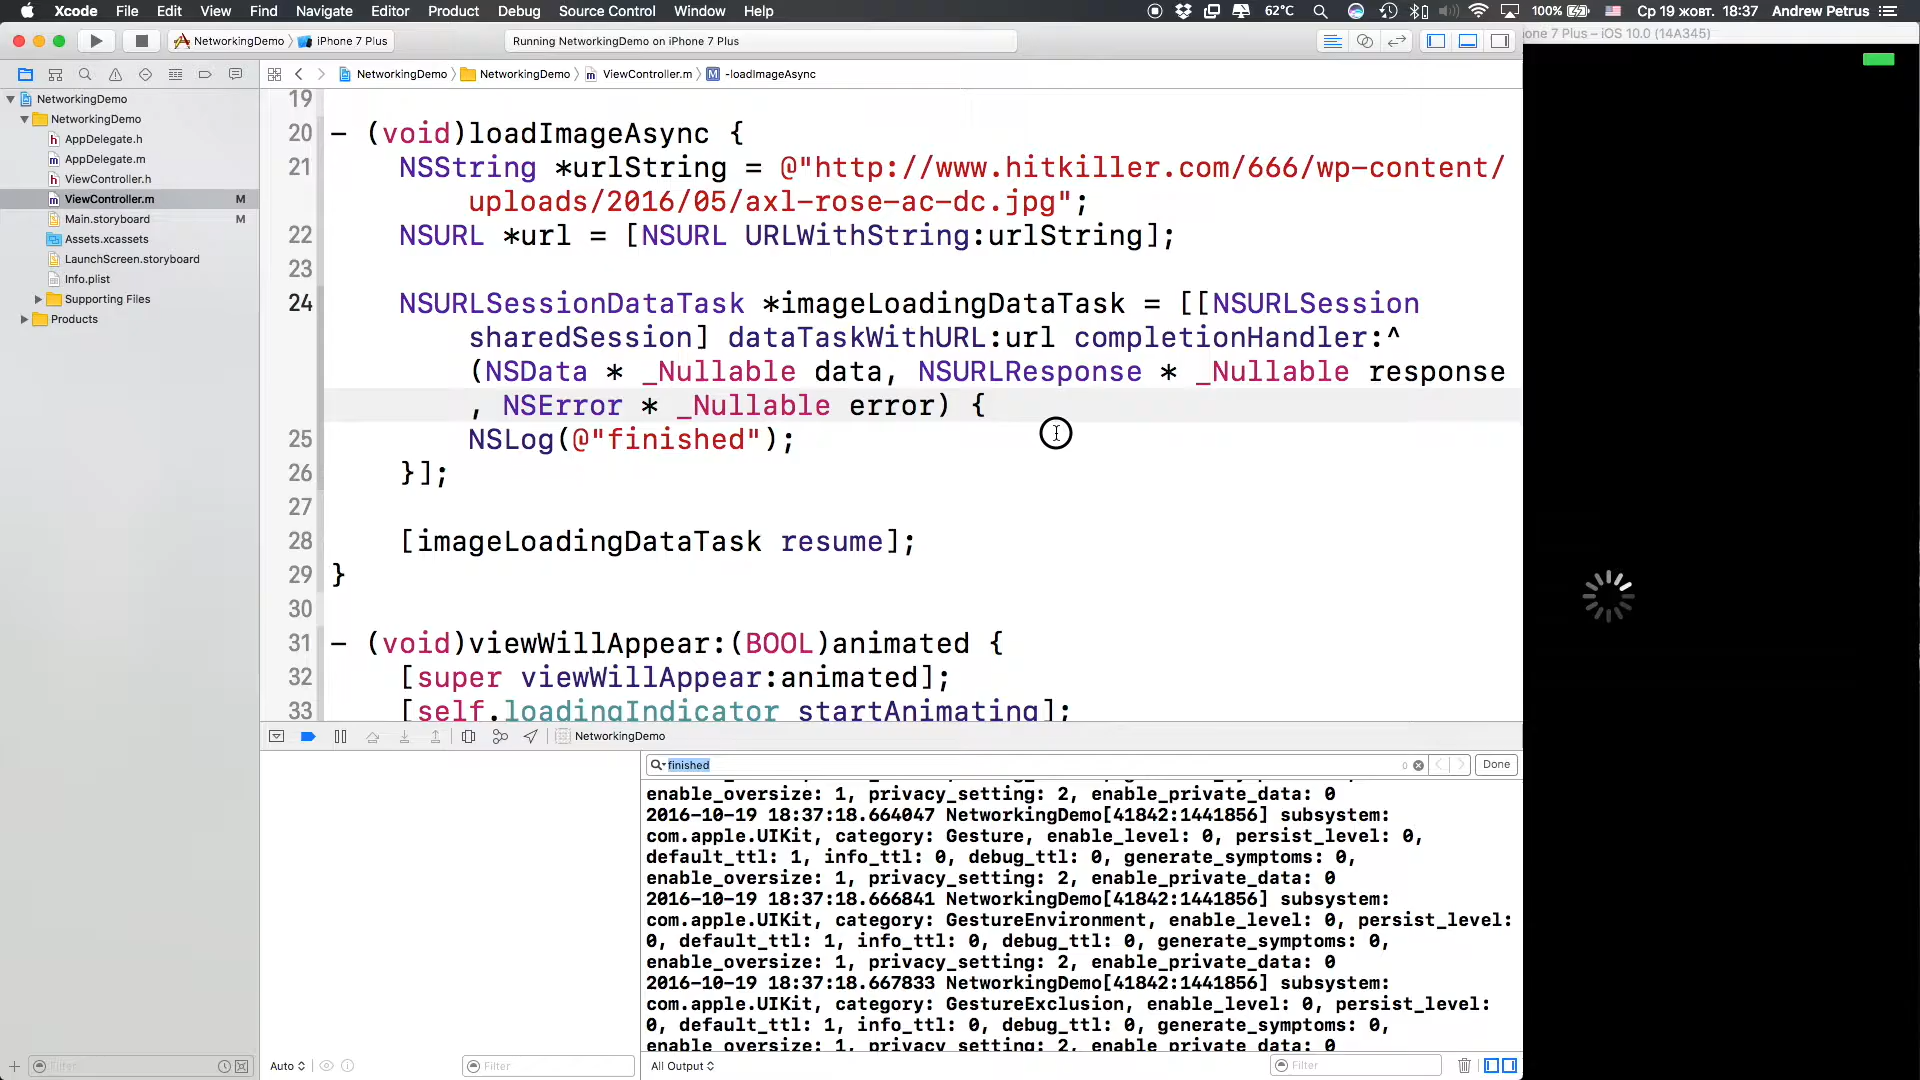 Xcode File Edit View Find Navigate Editor Product Debug Source Control Window Help 62°C 100% Ср 19 жовт. 18:37 Andrew Petrus
NetworkingDemo iPhone 7 Plus Running NetworkingDemo on iPhone 7 Plus
one 7 Plus – iOS 10.0 (14A345)
NetworkingDemo NetworkingDemo ViewController.m -loadImageAsync
NetworkingDemo
NetworkingDemo
AppDelegate.h
AppDelegate.m
ViewController.h
ViewController.m M
Main.storyboard M
Assets.xcassets
LaunchScreen.storyboard
Info.plist
Supporting Files
Products
19
20 - (void)loadImageAsync {
21 NSString *urlString = @"http://www.hitkiller.com/666/wp-content/
uploads/2016/05/axl-rose-ac-dc.jpg";
22 NSURL *url = [NSURL URLWithString:urlString];
23
24 NSURLSessionDataTask *imageLoadingDataTask = [[NSURLSession
sharedSession] dataTaskWithURL:url completionHandler:^
(NSData * _Nullable data, NSURLResponse * _Nullable response
, NSError * _Nullable error) {
25 NSLog(@"finished");
26 }];
27
28 [imageLoadingDataTask resume];
29 }
30
31 - (void)viewWillAppear:(BOOL)animated {
32 [super viewWillAppear:animated];
33 [self.loadingIndicator startAnimating];
NetworkingDemo
finished 0 Done
enable_oversize: 1, privacy_setting: 2, enable_private_data: 0
2016-10-19 18:37:18.664047 NetworkingDemo[41842:1441856] subsystem:
com.apple.UIKit, category: Gesture, enable_level: 0, persist_level: 0,
default_ttl: 1, info_ttl: 0, debug_ttl: 0, generate_symptoms: 0,
enable_oversize: 1, privacy_setting: 2, enable_private_data: 0
2016-10-19 18:37:18.666841 NetworkingDemo[41842:1441856] subsystem:
com.apple.UIKit, category: GestureEnvironment, enable_level: 0, persist_level:
0, default_ttl: 1, info_ttl: 0, debug_ttl: 0, generate_symptoms: 0,
enable_oversize: 1, privacy_setting: 2, enable_private_data: 0
2016-10-19 18:37:18.667833 NetworkingDemo[41842:1441856] subsystem:
com.apple.UIKit, category: GestureExclusion, enable_level: 0, persist_level:
0, default_ttl: 1, info_ttl: 0, debug_ttl: 0, generate_symptoms: 0,
enable_oversize: 1, privacy_setting: 2, enable_private_data: 0
Filter Auto Filter All Output Filter